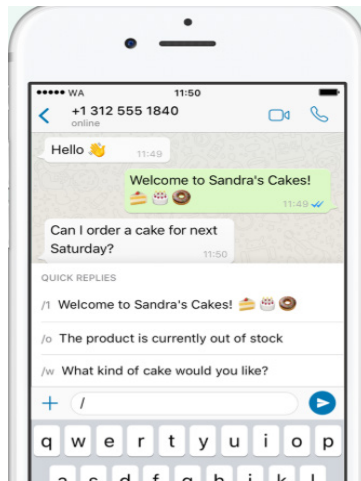 WA 11:50
+1 312 555 1840
online
Hello 👋 11:49
Welcome to Sandra's Cakes!
🍰 🎂 🍩 11:49
Can I order a cake for next
Saturday? 11:50
QUICK REPLIES
/1 Welcome to Sandra's Cakes! 🍰 🎂 🍩
/o The product is currently out of stock
/w What kind of cake would you like?
/
q w e r t y u i o p
a s d f g h j k l